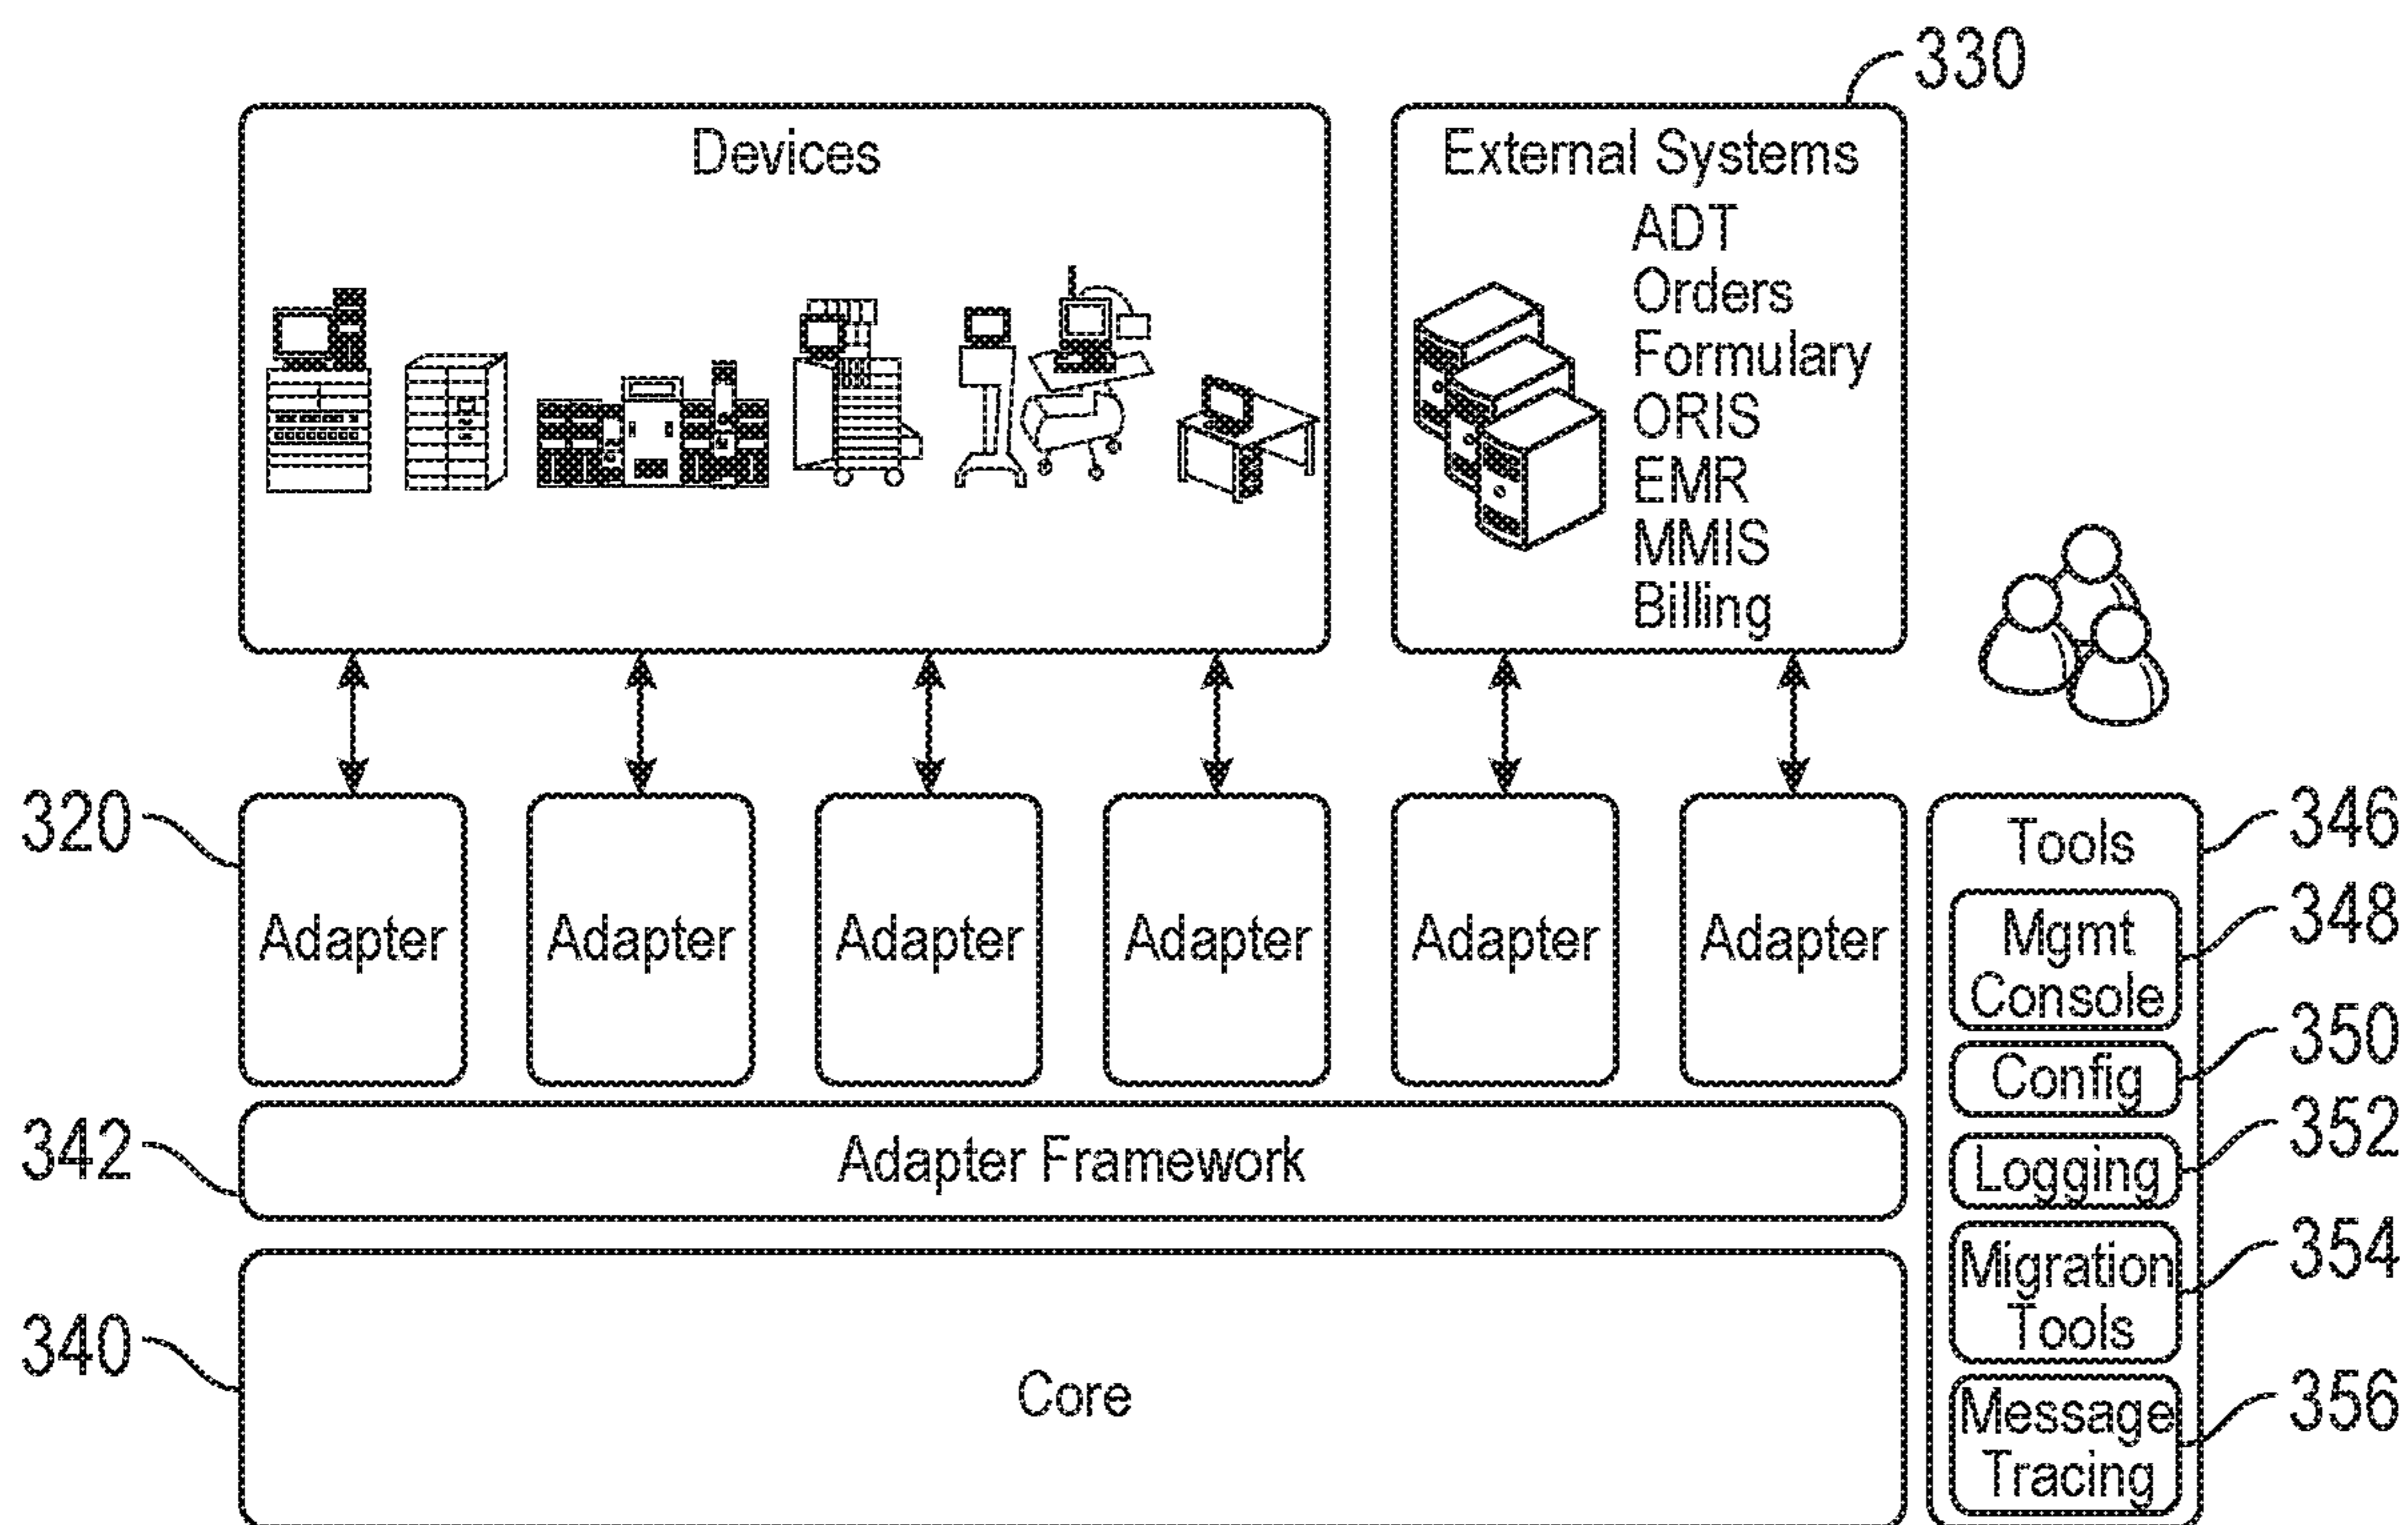 330
Devices
External Systems
ADT
Orders
Formulary
ORIS
EMR
MMIS
Billing
320
Adapter
Adapter
Adapter
Adapter
Adapter
Adapter
Tools
346
Mgmt
Console
348
Config
350
Logging
352
Migration
Tools
354
Message
Tracing
356
342
Adapter Framework
340
Core